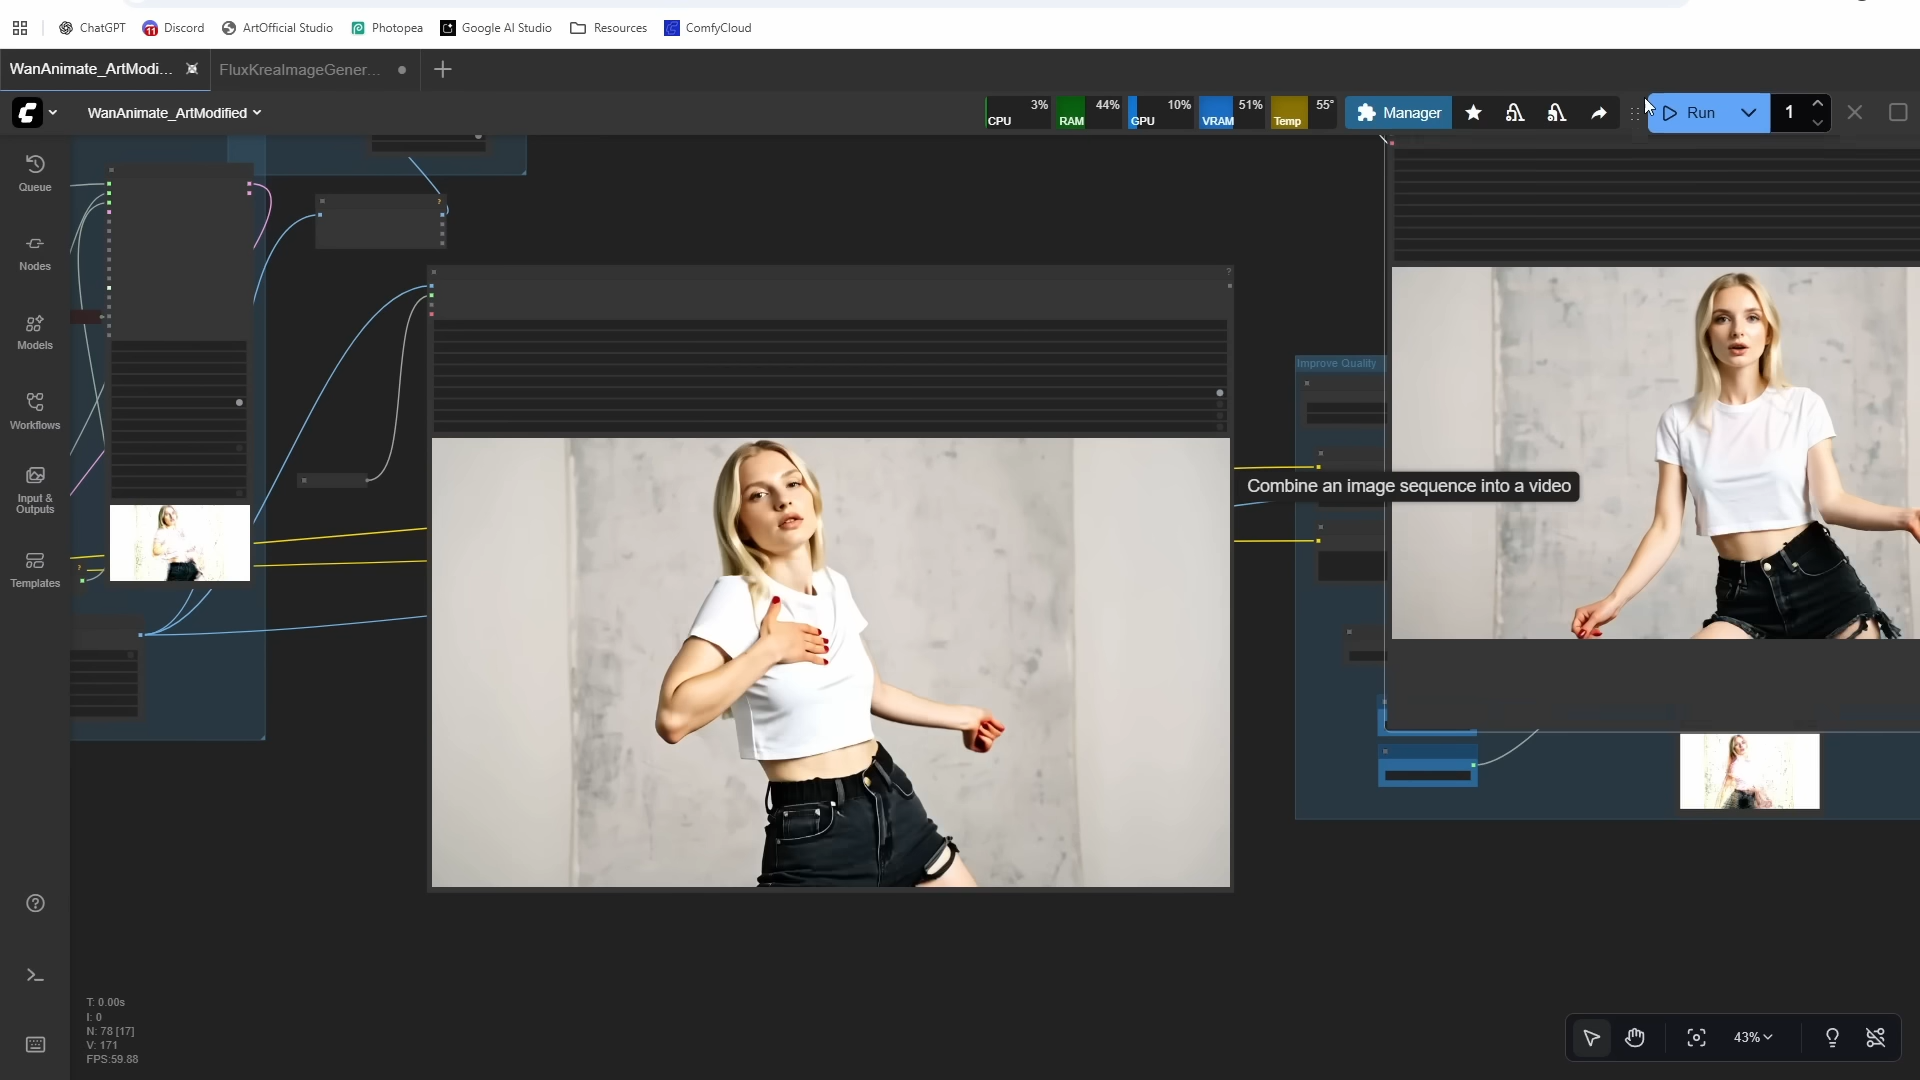 ChatGPT
Discord
ArtOfficial Studio
Photopea
Google AI Studio
Resources
ComfyCloud
WanAnimate_ArtModi...
FluxKreaImageGener...
WanAnimate_ArtModified
3%
CPU
44%
RAM
10%
GPU
51%
VRAM
55°
Temp
Manager
Run
1
Queue
Nodes
Models
Workflows
Input &
Outputs
Templates
Improve Quality
Combine an image sequence into a video
T: 0.00s
I: 0
N: 78 [17]
V: 171
FPS:59.88
43%